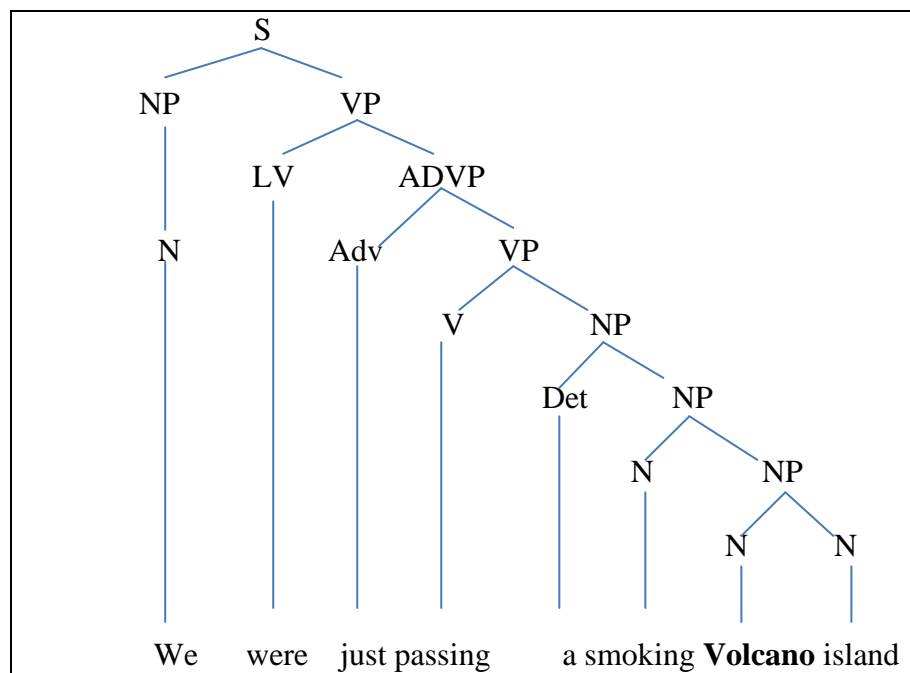 S
NP VP
LV ADVP
N Adv VP
V NP
Det NP
N NP
N N
We were just passing a smoking Volcano island